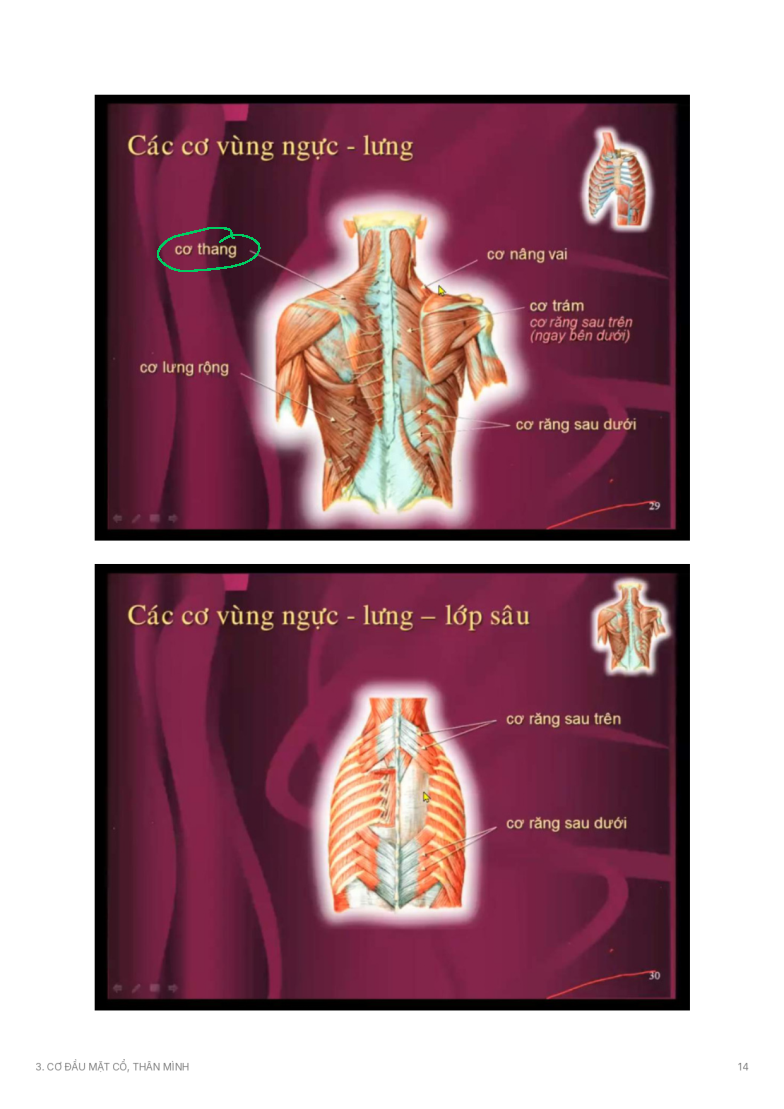 Các cơ vùng ngực - lưng
cơ thang
cơ nâng vai
cơ trám
cơ răng sau trên
(ngay bên dưới)
cơ lưng rộng
cơ răng sau dưới
29
Các cơ vùng ngực - lưng – lớp sâu
cơ răng sau trên
cơ răng sau dưới
30
3. CƠ ĐẦU MẶT CỔ, THÂN MÌNH
14